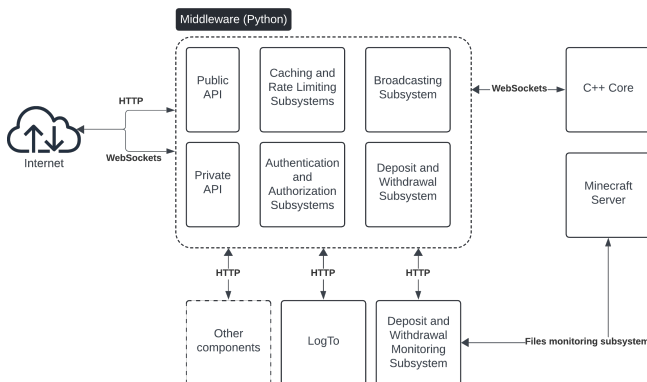 Middleware (Python)
Public
API
Caching and
Rate Limiting
Subsystems
Broadcasting
Subsystem
C++ Core
HTTP
WebSockets
WebSockets
Internet
Private
API
Authentication
and
Authorization
Subsystems
Deposit and
Withdrawal
Subsystem
Minecraft
Server
HTTP
HTTP
HTTP
Other
components
LogTo
Deposit and
Withdrawal
Monitoring
Subsystem
Files monitoring subsystem